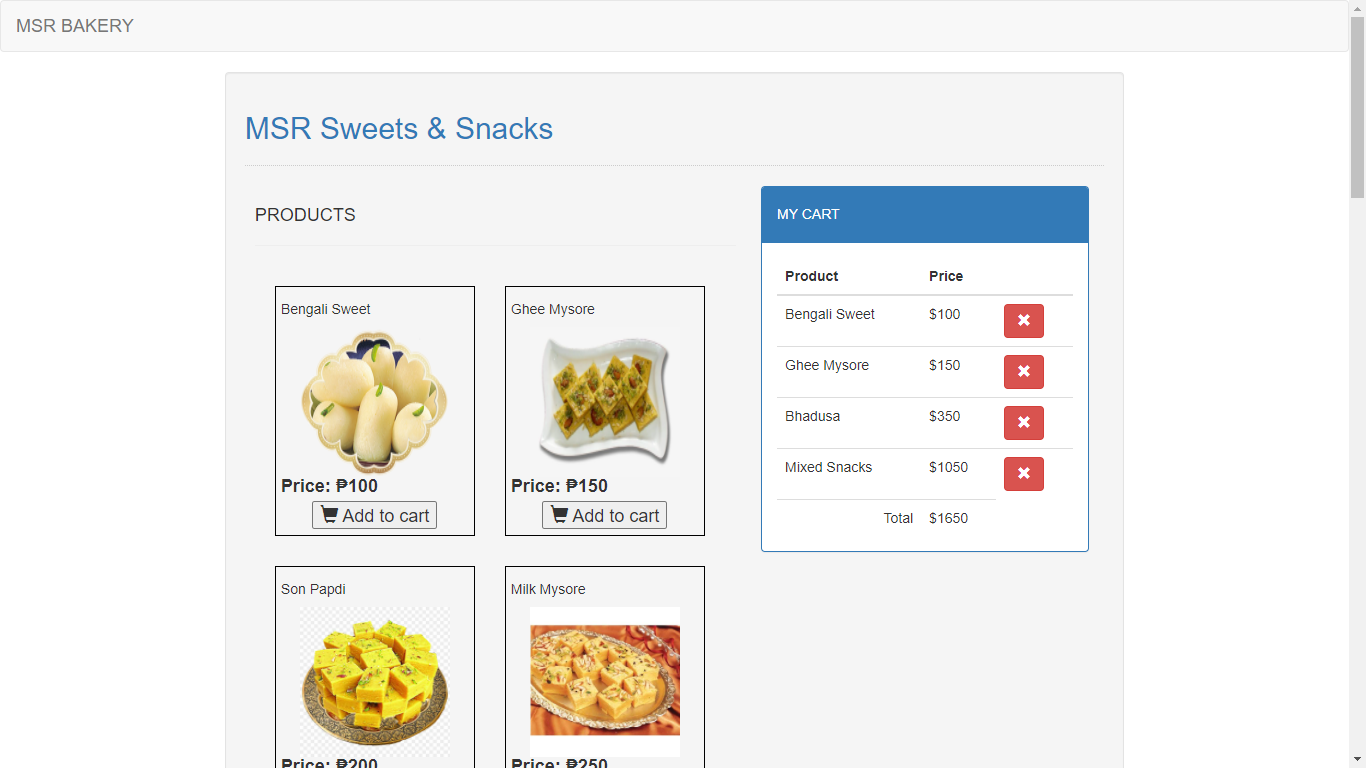 MSR BAKERY
MSR Sweets & Snacks
PRODUCTS
Bengali Sweet
Price: ₱100
Add to cart
Ghee Mysore
Price: ₱150
Add to cart
Son Papdi
Price: ₱200
Milk Mysore
Price: ₱250
MY CART
Product Price
Bengali Sweet $100
Ghee Mysore $150
Bhadusa $350
Mixed Snacks $1050
Total $1650